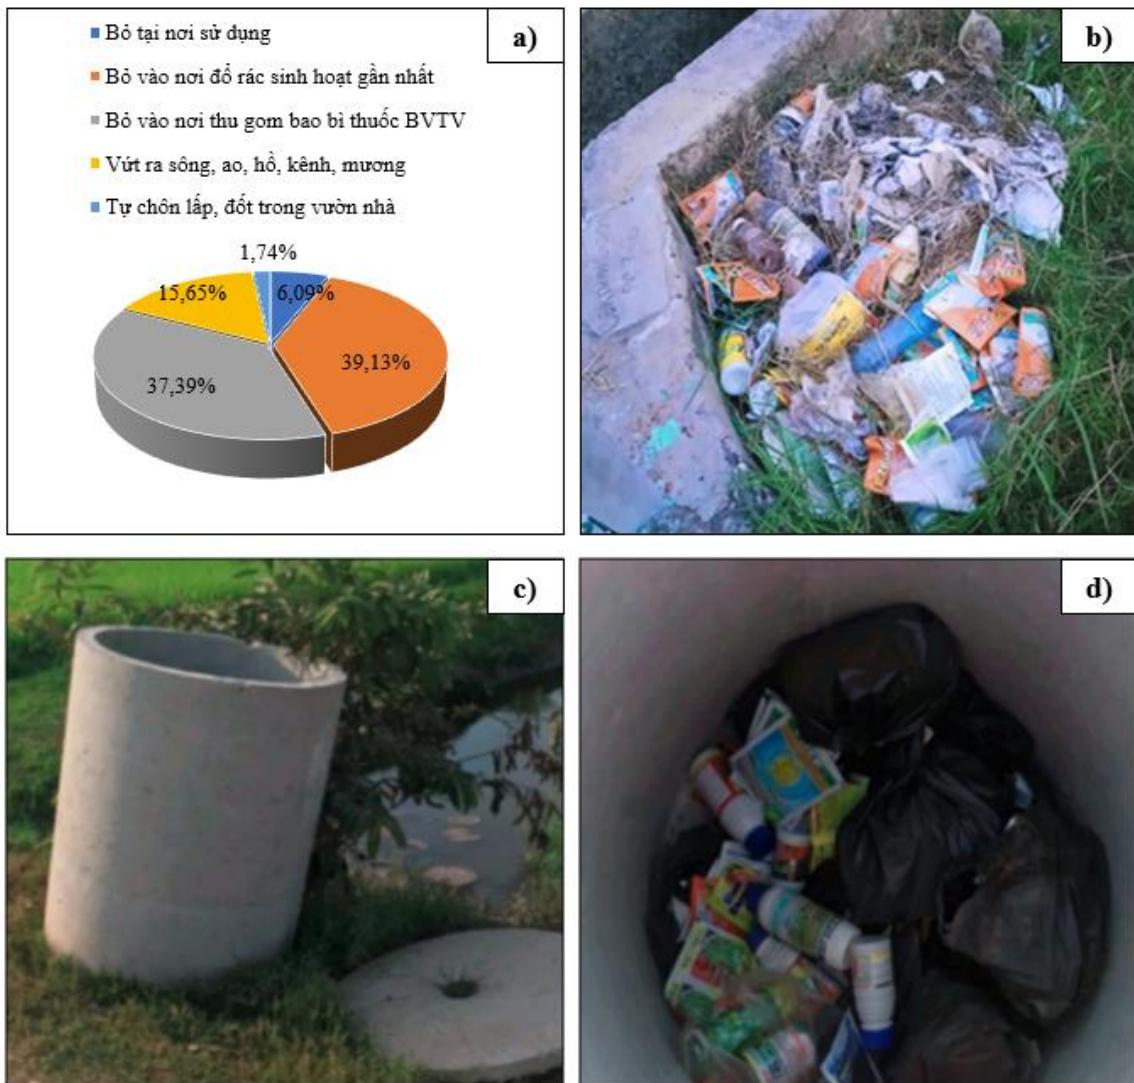 a)
Bỏ tại nơi sử dụng
Bỏ vào nơi đổ rác sinh hoạt gần nhất
Bỏ vào nơi thu gom bao bì thuốc BVTV
Vứt ra sông, ao, hồ, kênh, mương
Tự chôn lấp, đốt trong vườn nhà
1,74%
15,65%
6,09%
39,13%
37,39%
b)
c)
d)